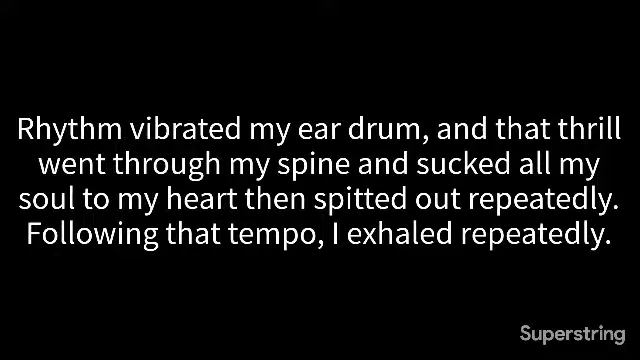 Rhythm vibrated my ear drum, and that thrill
went through my spine and sucked all my
soul to my heart then spitted out repeatedly.
Following that tempo, I exhaled repeatedly.
Superstring